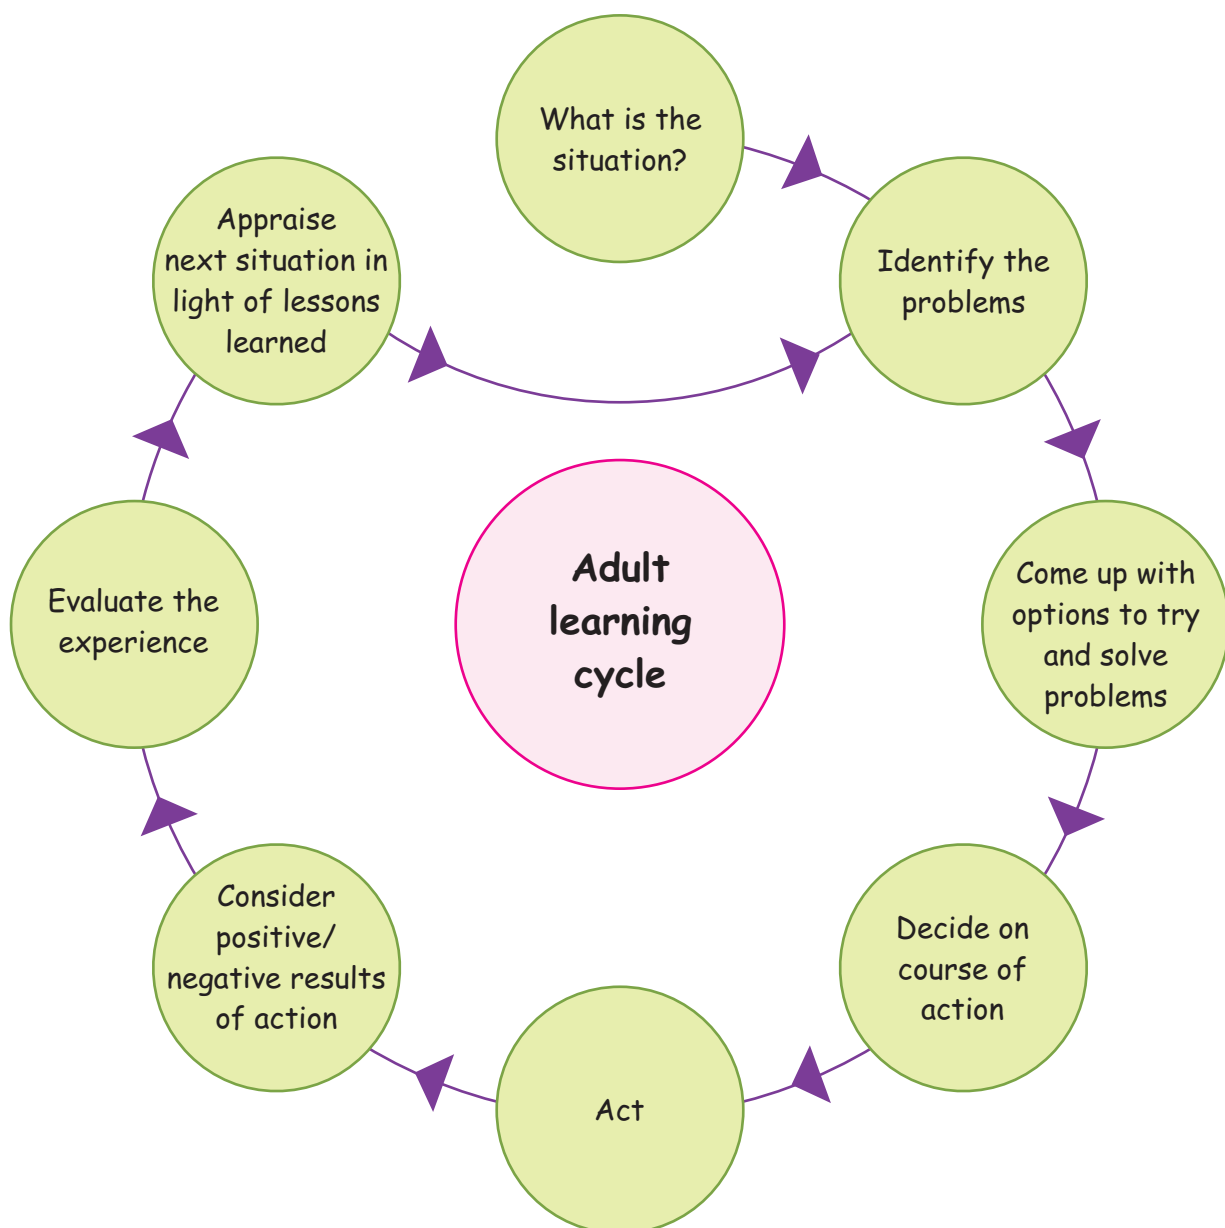 What is the
situation?
Identify the
problems
Come up with
options to try
and solve
problems
Decide on
course of
action
Act
Consider
positive/
negative results
of action
Evaluate the
experience
Appraise
next situation in
light of lessons
learned
Adult
learning
cycle